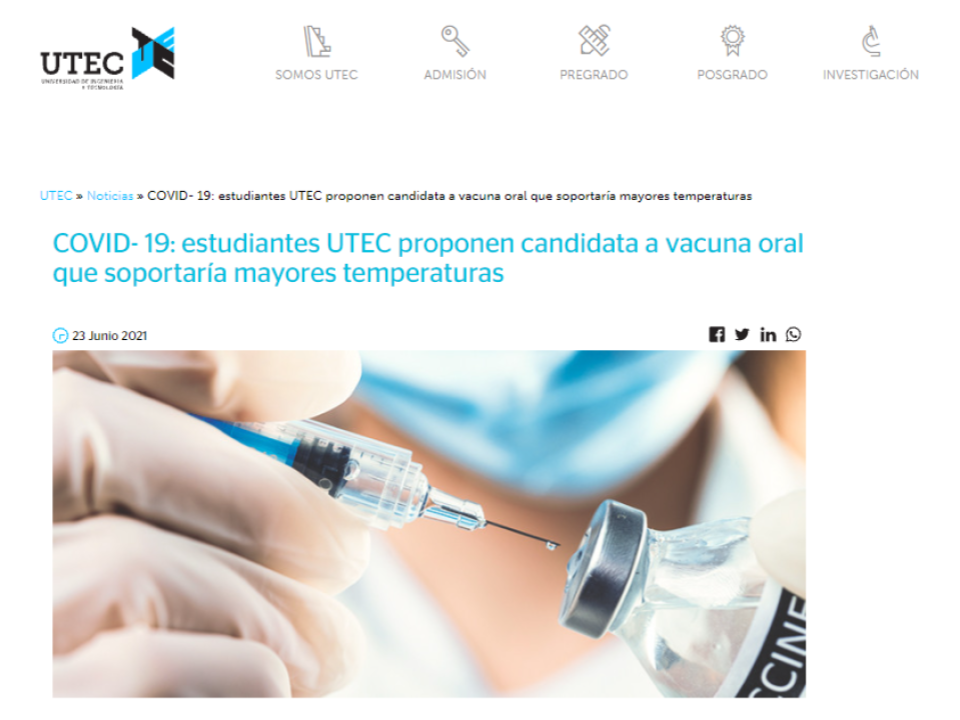 UTEC
UNIVERSIDAD DE INGENIERÍA
Y TECNOLOGÍA
SOMOS UTEC
ADMISIÓN
PREGRADO
POSGRADO
INVESTIGACIÓN
UTEC » Noticias » COVID- 19: estudiantes UTEC proponen candidata a vacuna oral que soportaría mayores temperaturas
COVID- 19: estudiantes UTEC proponen candidata a vacuna oral
que soportaría mayores temperaturas
23 Junio 2021
CCINE